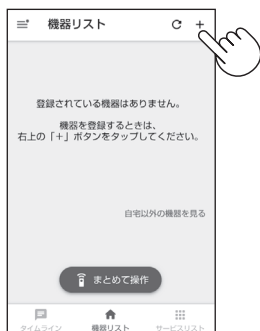 機器リスト
登録されている機器はありません。
機器を登録するときは、
右上の「+」ボタンをタップしてください。
自宅以外の機器を見る
まとめて操作
タイムライン 機器リスト サービスリスト